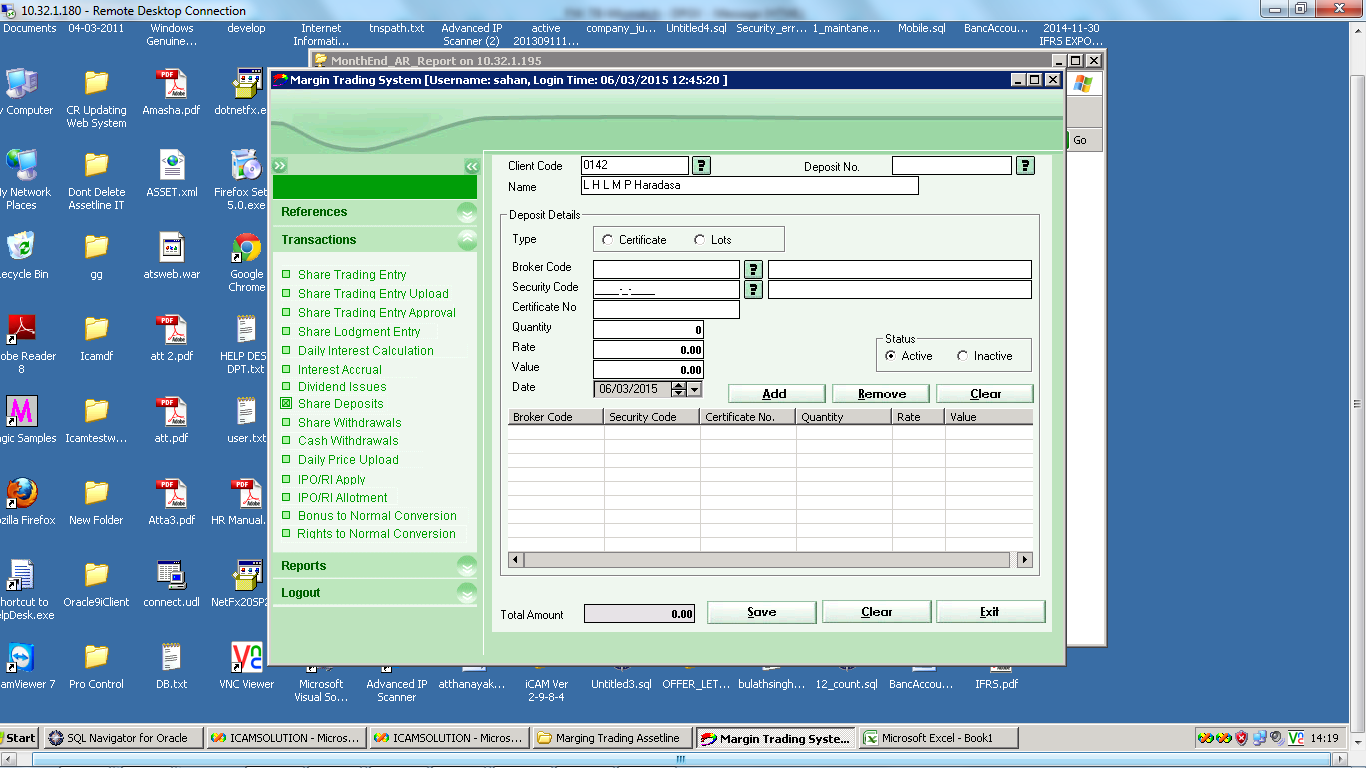 10.32.1.180 - Remote Desktop Connection
Documents 04-03-2011 Windows Genuine... develop Internet Informati... tnspath.txt Advanced IP Scanner (2) active 201309111... company_ju... Untitled4.sql Security_err... 1_maintane... Mobile.sql BancAcc... 2014-11-30 IFRS EXPO...
MonthEnd_AR_Report on 10.32.1.195
Margin Trading System [Username: sahan, Login Time: 06/03/2015 12:45:20 ]
Go
y Computer
CR Updating Web System
Amasha.pdf
dotnetfx.e
y Network Places
Dont Delete Assetline IT
ASSET.xml
Firefox Set 5.0.exe
ecycle Bin
gg
atsweb.war
Google Chrome
obe Reader 8
Icamdf
att 2.pdf
HELP DES DPT.txt
agic Samples
Icamtestw...
att.pdf
user.txt
ozilla Firefox
New Folder
Atta3.pdf
HR Manual.
hortcut to elpDesk.exe
Oracle9iClient
connect.udl
NetFx20SP2
amViewer 7
Pro Control
DB.txt
VNC Viewer
References
Transactions
Share Trading Entry
Share Trading Entry Upload
Share Trading Entry Approval
Share Lodgment Entry
Daily Interest Calculation
Interest Accrual
Dividend Issues
Share Deposits
Share Withdrawals
Cash Withdrawals
Daily Price Upload
IPO/RI Apply
IPO/RI Allotment
Bonus to Normal Conversion
Rights to Normal Conversion
Reports
Logout
Client Code 0142 ? Deposit No. ?
Name L H L M P Haradasa
Deposit Details
Type Certificate Lots
Broker Code ?
Security Code ____-_-____ ?
Certificate No
Quantity 0
Rate 0.00
Value 0.00
Date 06/03/2015
Status
Active Inactive
Add Remove Clear
Broker Code Security Code Certificate No. Quantity Rate Value
Total Amount 0.00 Save Clear Exit
Microsoft Visual So... Advanced IP Scanner atthanayak... iCAM Ver 2-9-8-4 Untitled3.sql OFFER_LET... bulathsingh... 12_count.sql BancAccou... IFRS.pdf
Start SQL Navigator for Oracle ICAMSOLUTION - Micros... ICAMSOLUTION - Micros... Marging Trading Assetline Margin Trading Syste... Microsoft Excel - Book1 14:19